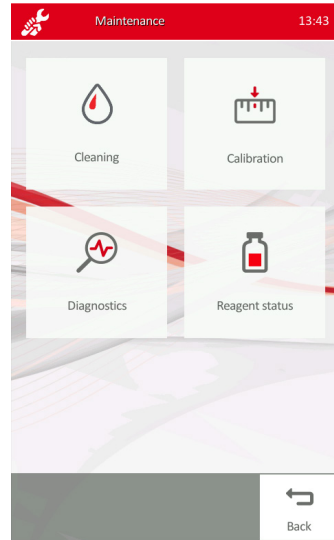 Maintenance 13:43
Cleaning
Calibration
Diagnostics
Reagent status
Back